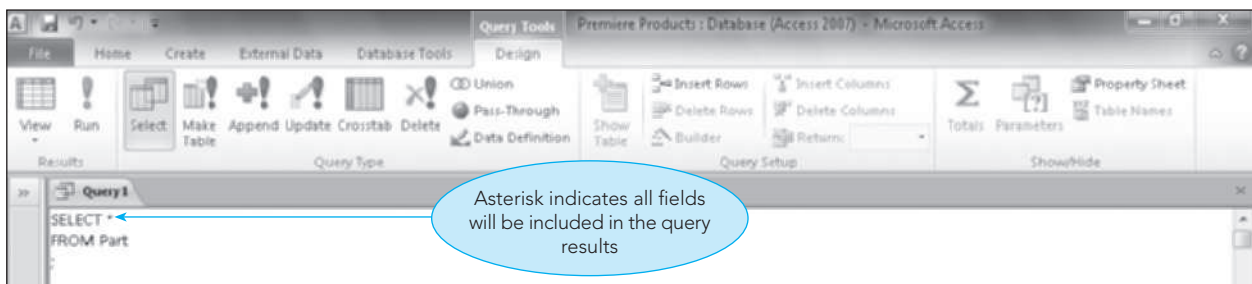 A
Query Tools
Premiere Products : Database (Access 2007) - Microsoft Access
File Home Create External Data Database Tools Design
View
Run
Select
Make
Table
Append Update Crosstab Delete
Union
Pass-Through
Data Definition
Show
Table
Insert Rows
Delete Rows
Builder
Insert Columns
Delete Columns
Return:
Totals
Parameters
Property Sheet
Table Names
Results
Query Type
Query Setup
Show/Hide
Query1
SELECT *
FROM Part
;
Asterisk indicates all fields
will be included in the query
results